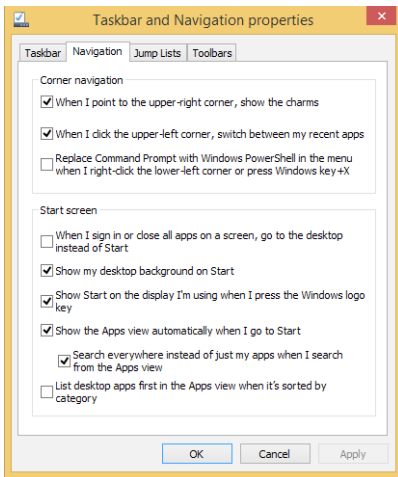 Taskbar and Navigation properties
Taskbar Navigation Jump Lists Toolbars
Corner navigation
When I point to the upper-right corner, show the charms
When I click the upper-left corner, switch between my recent apps
Replace Command Prompt with Windows PowerShell in the menu
when I right-click the lower-left corner or press Windows key+X
Start screen
When I sign in or close all apps on a screen, go to the desktop
instead of Start
Show my desktop background on Start
Show Start on the display I'm using when I press the Windows logo
key
Show the Apps view automatically when I go to Start
Search everywhere instead of just my apps when I search
from the Apps view
List desktop apps first in the Apps view when it's sorted by
category
OK Cancel Apply